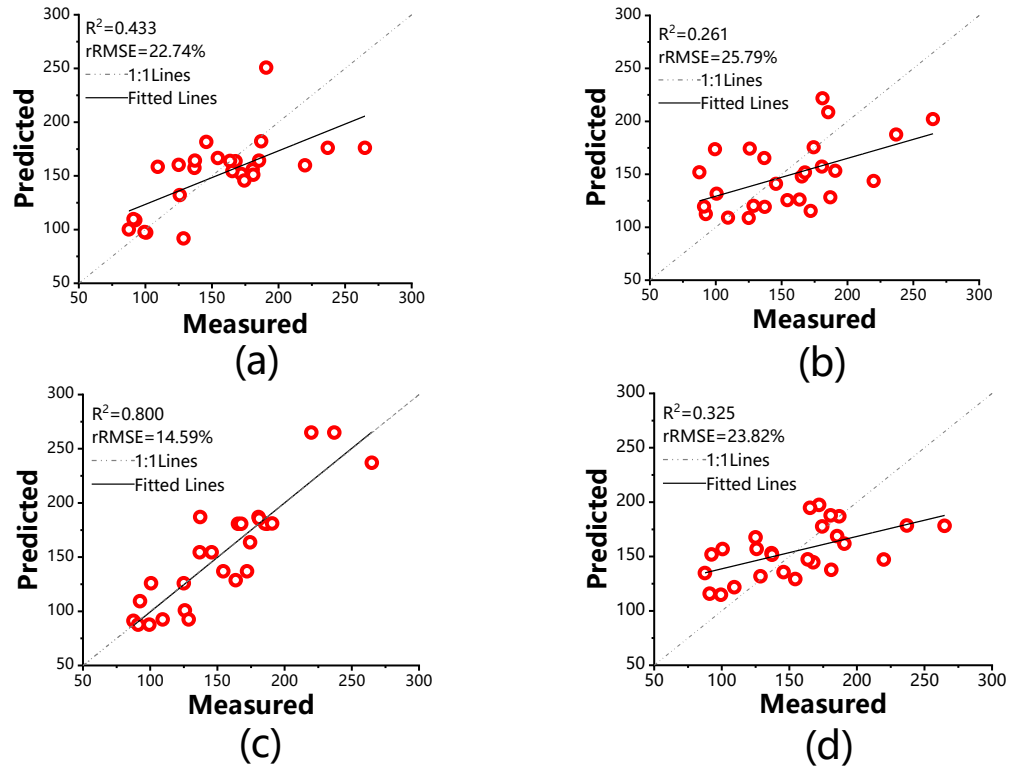 300
250
200
150
100
50
Predicted
R²=0.433
rRMSE=22.74%
1:1Lines
Fitted Lines
50 100 150 200 250 300
Measured
(a)
300
250
200
150
100
50
Predicted
R²=0.261
rRMSE=25.79%
1:1Lines
Fitted Lines
50 100 150 200 250 300
Measured
(b)
300
250
200
150
100
50
Predicted
R²=0.800
rRMSE=14.59%
1:1Lines
Fitted Lines
50 100 150 200 250 300
Measured
(c)
300
250
200
150
100
50
Predicted
R²=0.325
rRMSE=23.82%
1:1Lines
Fitted Lines
50 100 150 200 250 300
Measured
(d)